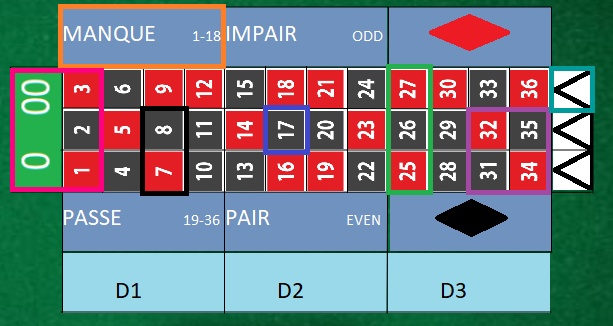 MANQUE 1-18 IMPAIR ODD
00 3 6 9 12 15 18 21 24 27 30 33 36
2 5 8 11 14 17 20 23 26 29 32 35
0 1 4 7 10 13 16 19 22 25 28 31 34
PASSE 19-36 PAIR EVEN
D1 D2 D3